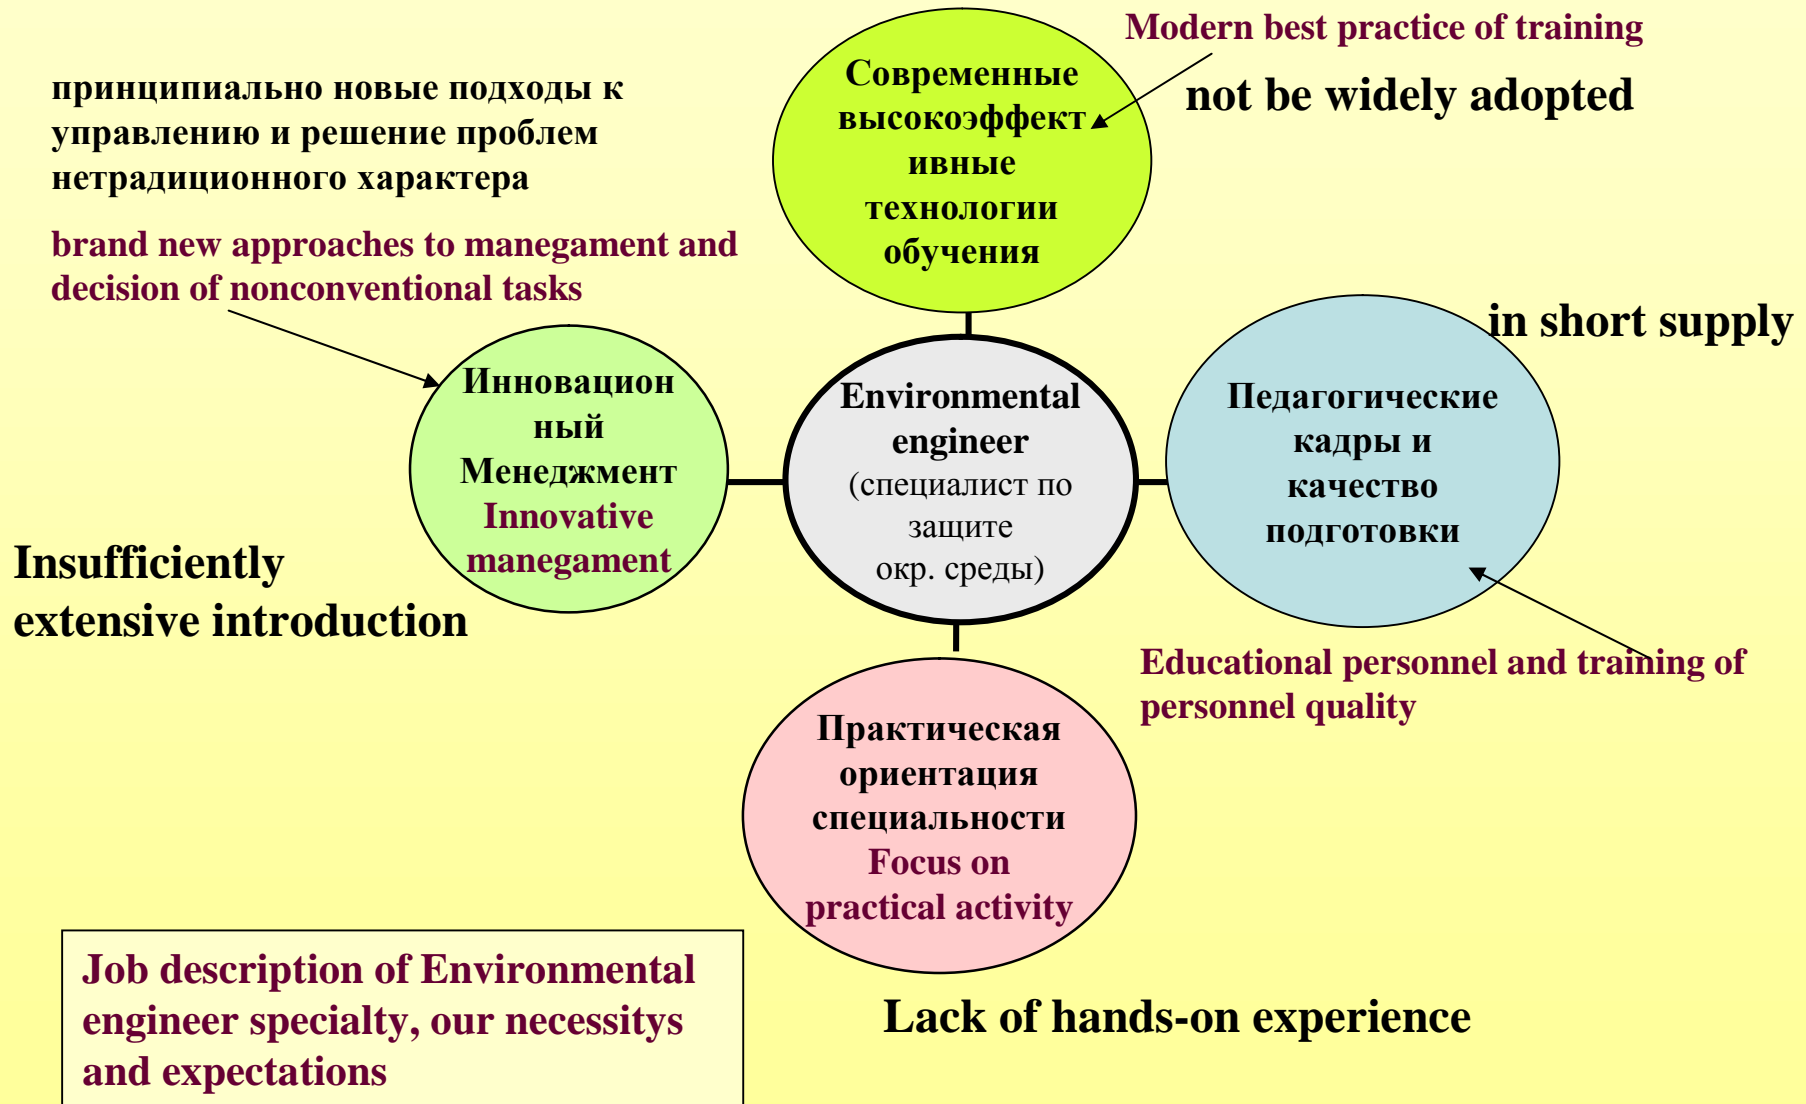 Modern best practice of training
not be widely adopted
Современные
высокоэффект
ивные
технологии
обучения
принципиально новые подходы к
управлению и решение проблем
нетрадиционного характера
brand new approaches to manegament and
decision of nonconventional tasks
in short supply
Инновацион
ный
Менеджмент
Innovative
manegament
Environmental
engineer
(специалист по
защите
окр. среды)
Педагогические
кадры и
качество
подготовки
Insufficiently
extensive introduction
Educational personnel and training of
personnel quality
Практическая
ориентация
специальности
Focus on
practical activity
Job description of Environmental
engineer specialty, our necessitys
and expectations
Lack of hands-on experience